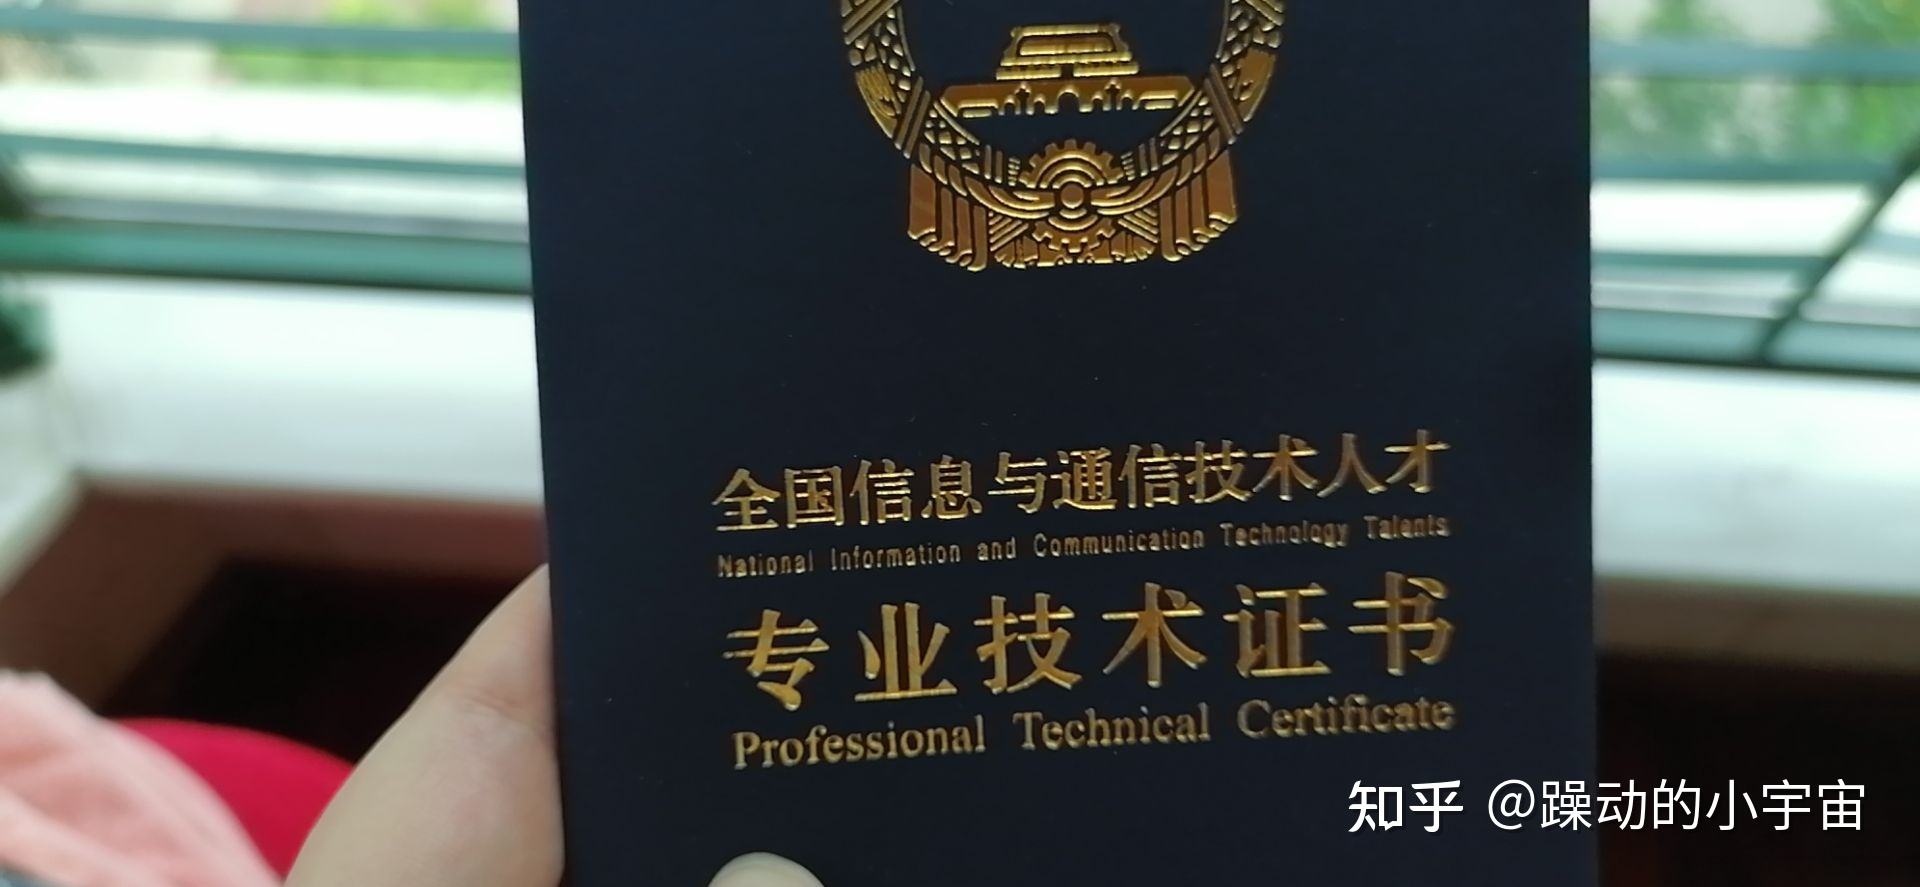 全国信息与通信技术人才
National Information and Communication Technology Talents
专业技术证书
Professional Technical Certificate
知乎 @躁动的小宇宙